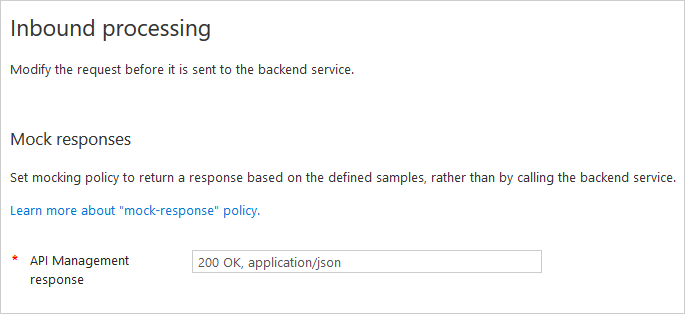 Inbound processing
Modify the request before it is sent to the backend service.
Mock responses
Set mocking policy to return a response based on the defined samples, rather than by calling the backend service.
Learn more about "mock-response" policy.
* API Management 200 OK, application/json
response